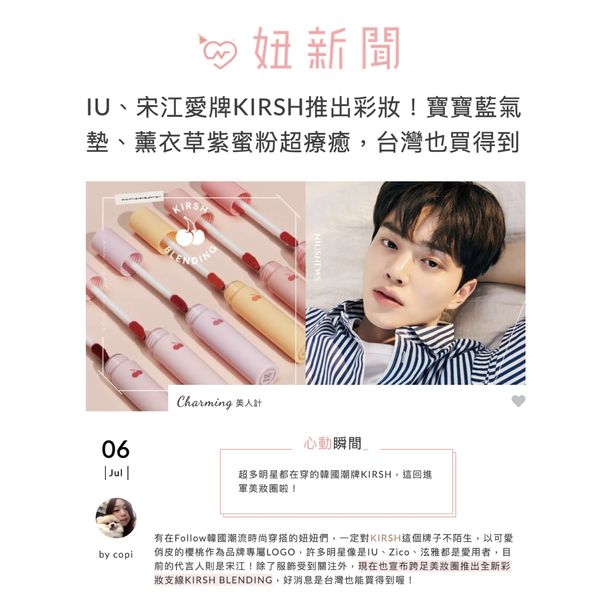 妞新聞
IU、宋江愛牌KIRSH推出彩妝！寶寶藍氣
墊、薰衣草紫蜜粉超療癒，台灣也買得到
KIRSH
BLENDING
NIUSNEWS
Charming 美人計
06
Jul
by copi
心動瞬間_
超多明星都在穿的韓國潮牌KIRSH，這回進
軍美妝圈啦！
有在Follow韓國潮流時尚穿搭的妞妞們，一定對KIRSH這個牌子不陌生，以可愛
俏皮的櫻桃作為品牌專屬LOGO，許多明星像是IU、Zico、泫雅都是愛用者，目
前的代言人則是宋江！除了服飾受到關注外，現在也宣布跨足美妝圈推出全新彩
妝支線KIRSH BLENDING，好消息是台灣也能買得到喔！